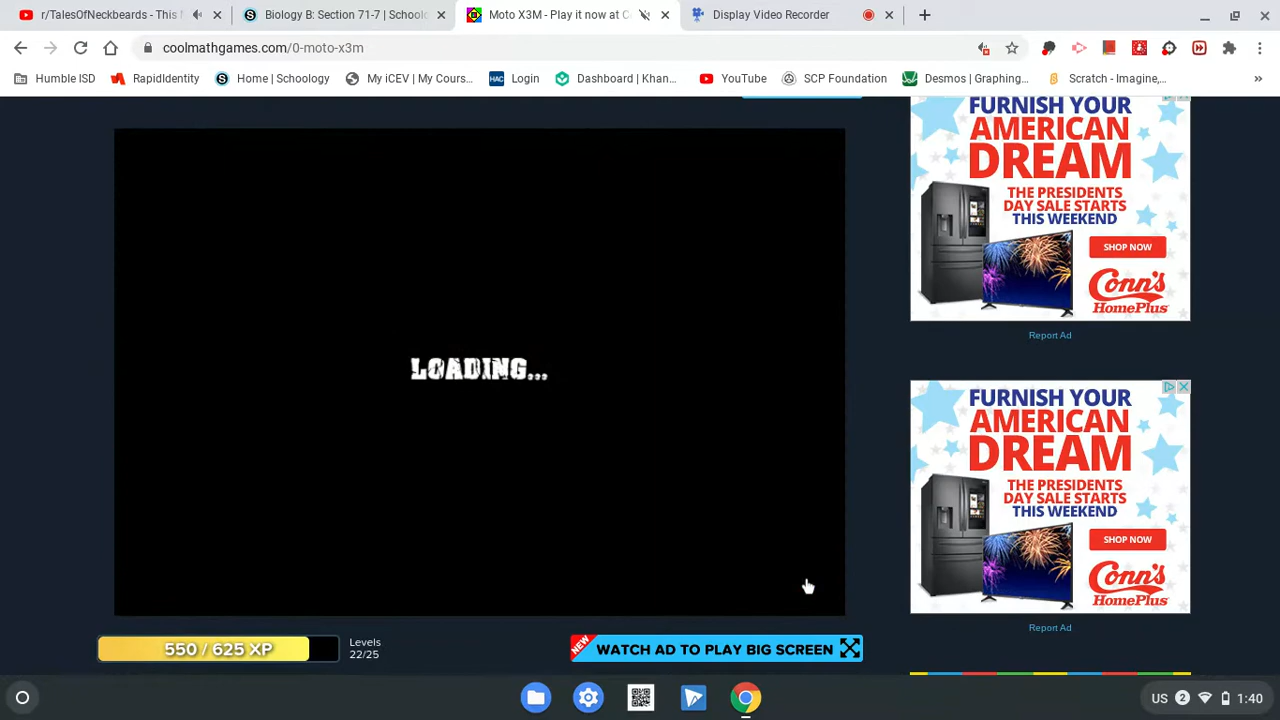 r/TalesOfNeckbeards - This N
Biology B: Section 71-7 | Schoolo
Moto X3M - Play it now at C
Display Video Recorder
coolmathgames.com/0-moto-x3m
Humble ISD
RapidIdentity
Home | Schoology
My iCEV | My Cours...
HAC Login
Dashboard | Khan...
YouTube
SCP Foundation
Desmos | Graphing...
Scratch - Imagine,...
LOADING...
550 / 625 XP
Levels
22/25
NEW WATCH AD TO PLAY BIG SCREEN
FURNISH YOUR
AMERICAN
DREAM
THE PRESIDENTS
DAY SALE STARTS
THIS WEEKEND
SHOP NOW
Conn's
HomePlus
Report Ad
FURNISH YOUR
AMERICAN
DREAM
THE PRESIDENTS
DAY SALE STARTS
THIS WEEKEND
SHOP NOW
Conn's
HomePlus
Report Ad
US 2 1:40